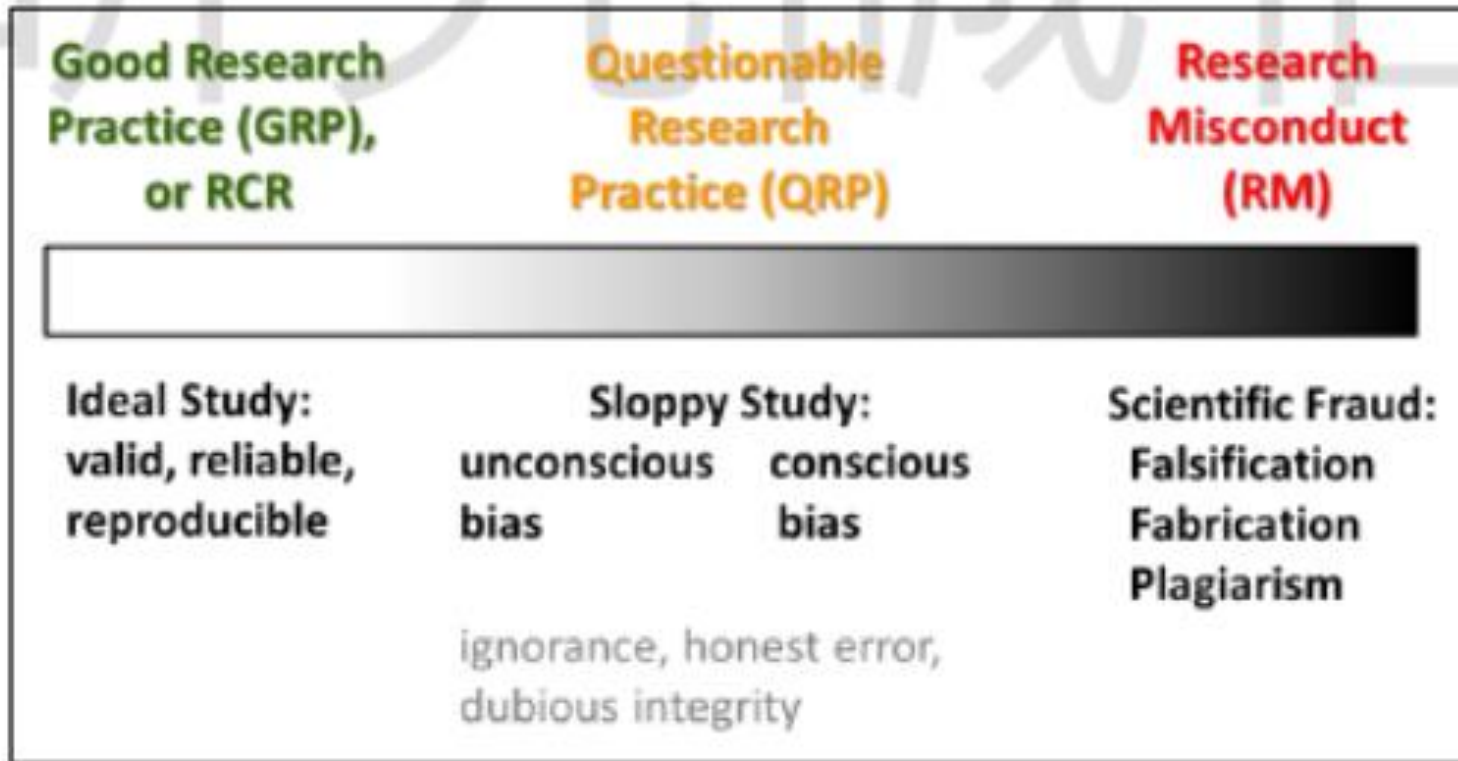 Good Research
Practice (GRP),
or RCR
Questionable
Research
Practice (QRP)
Research
Misconduct
(RM)
Ideal Study:
valid, reliable,
reproducible
Sloppy Study:
unconscious conscious
bias bias
ignorance, honest error,
dubious integrity
Scientific Fraud:
Falsification
Fabrication
Plagiarism